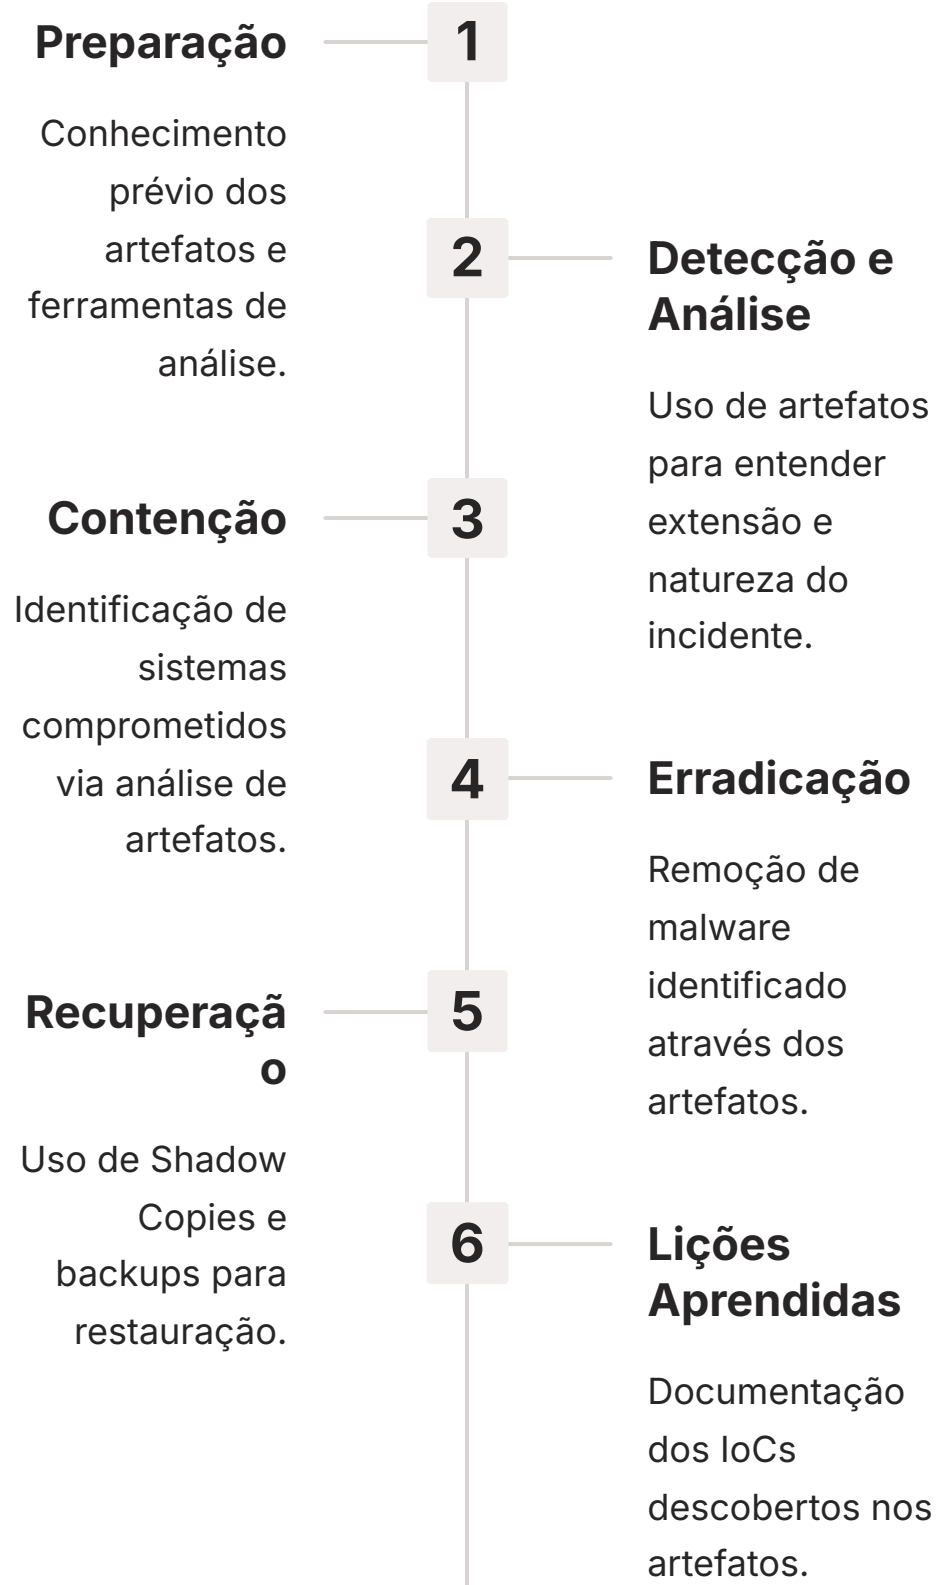 Preparação
1
Conhecimento
prévio dos
artefatos e
ferramentas de
análise.
2
Detecção e
Análise
Uso de artefatos
para entender
extensão e
natureza do
incidente.
Contenção
3
Identificação de
sistemas
comprometidos
via análise de
artefatos.
4
Erradicação
Remoção de
malware
identificado
através dos
artefatos.
Recuperaçã
o
5
Uso de Shadow
Copies e
backups para
restauração.
6
Lições
Aprendidas
Documentação
dos IoCs
descobertos nos
artefatos.